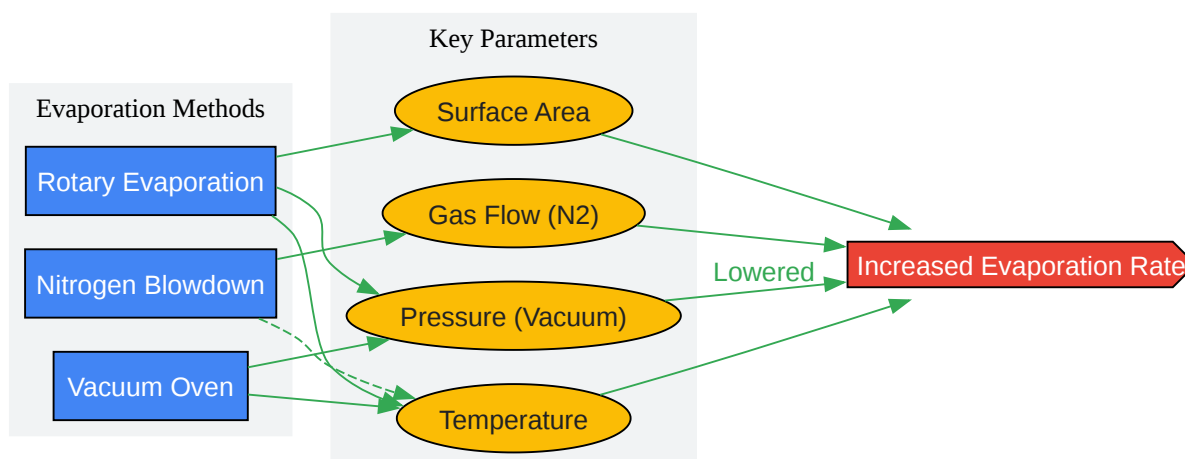 Key Parameters
Evaporation Methods
Surface Area
Rotary Evaporation
Gas Flow (N2)
Nitrogen Blowdown
Lowered
Increased Evaporation Rate
Pressure (Vacuum)
Vacuum Oven
Temperature